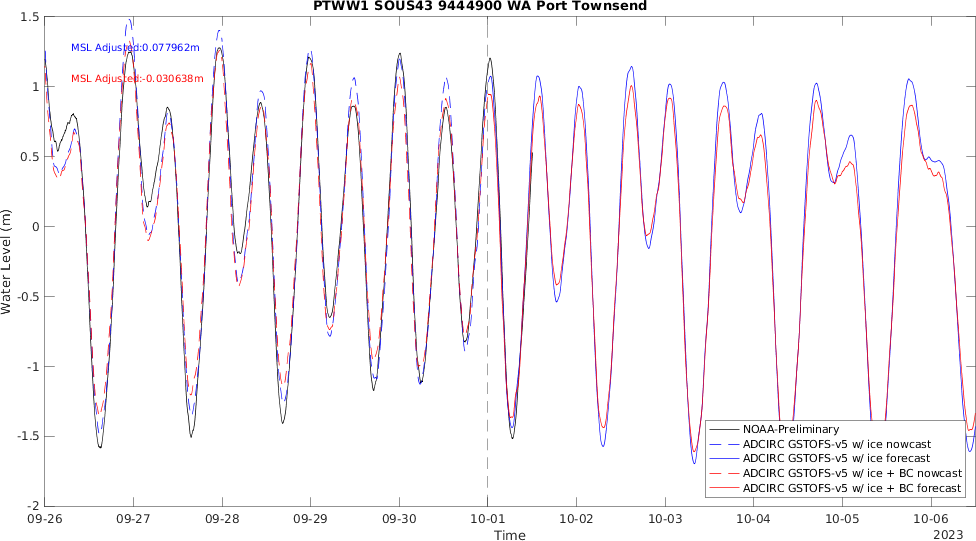 PTWW1 SOUS43 9444900 WA Port Townsend
1.5
1
0.5
0
-0.5
-1
-1.5
-2
Water Level (m)
MSL Adjusted:0.077962m
MSL Adjusted:-0.030638m
NOAA-Preliminary
ADCIRC GSTOFS-v5 w/ ice nowcast
ADCIRC GSTOFS-v5 w/ ice forecast
ADCIRC GSTOFS-v5 w/ ice + BC nowcast
ADCIRC GSTOFS-v5 w/ ice + BC forecast
09-26 09-27 09-28 09-29 09-30 10-01 10-02 10-03 10-04 10-05 10-06
Time
2023